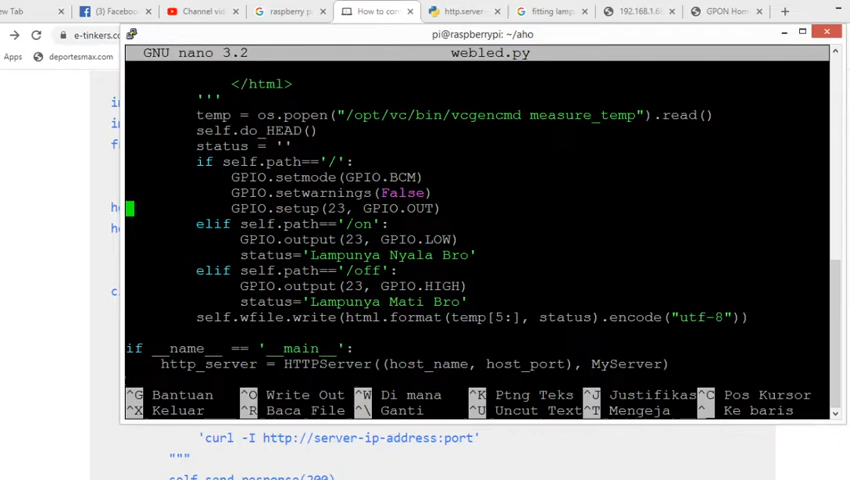 ew Tab
(3) Facebook
Channel vi
raspberry pi
How to con
http.server
fitting lamp
192.168.1.6
GPON Hom
e-tinkers.c
Apps
deportesmax.com
pi@raspberrypi: ~/aho
GNU nano 3.2 webled.py
</html>
'''
temp = os.popen("/opt/vc/bin/vcgencmd measure_temp").read()
self.do_HEAD()
status = ''
if self.path=='/':
GPIO.setmode(GPIO.BCM)
GPIO.setwarnings(False)
GPIO.setup(23, GPIO.OUT)
elif self.path=='/on':
GPIO.output(23, GPIO.LOW)
status='Lampunya Nyala Bro'
elif self.path=='/off':
GPIO.output(23, GPIO.HIGH)
status='Lampunya Mati Bro'
self.wfile.write(html.format(temp[5:], status).encode("utf-8"))
if __name__ == '__main__':
http_server = HTTPServer((host_name, host_port), MyServer)
^G Bantuan ^O Write Out ^W Di mana ^K Ptng Teks ^J Justifikas ^C Pos Kursor
^X Keluar ^R Baca File ^\ Ganti ^U Uncut Text ^T Mengeja ^_ Ke baris
'curl -I http://server-ip-address:port'
"""
self.send_response(200)